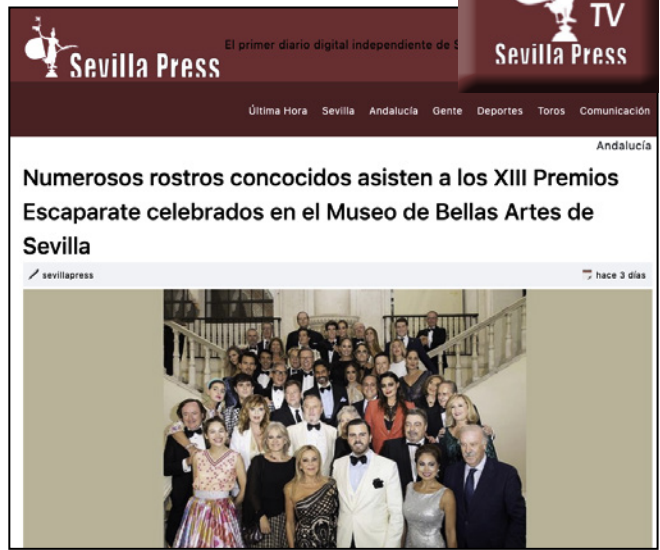 TV
Sevilla Press
Sevilla Press
El primer diario digital independiente de S
Última Hora Sevilla Andalucía Gente Deportes Toros Comunicación
Andalucía
Numerosos rostros concocidos asisten a los XIII Premios
Escaparate celebrados en el Museo de Bellas Artes de
Sevilla
sevillapress
hace 3 días